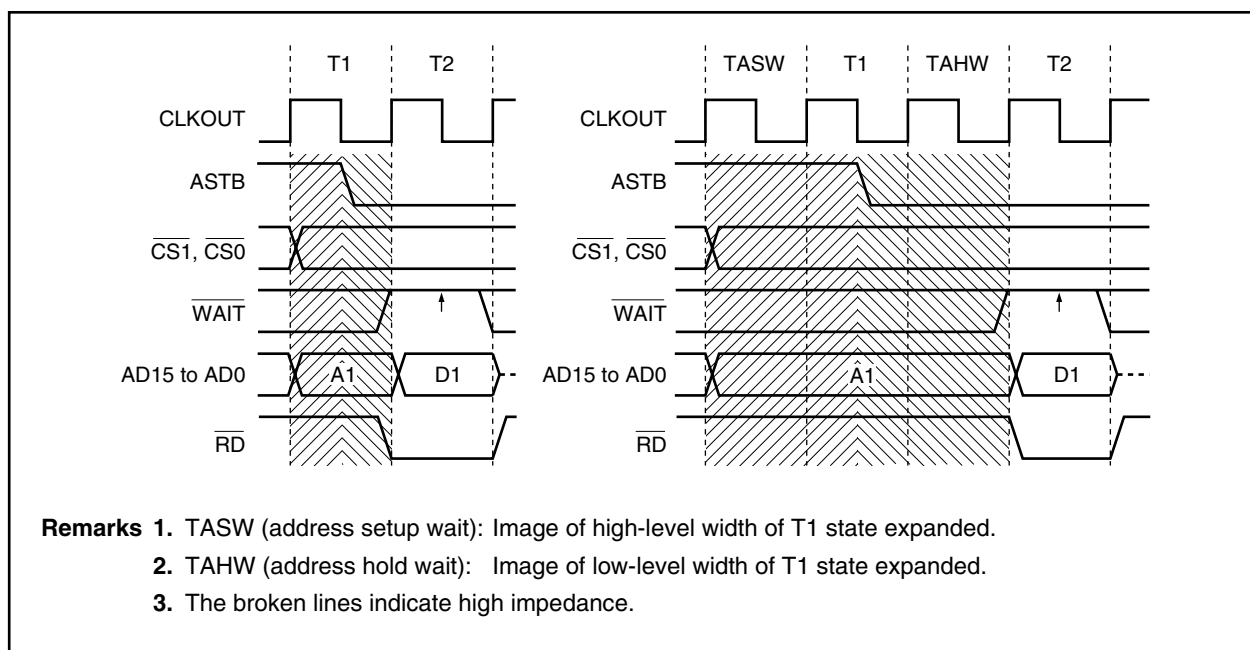 T1 T2
CLKOUT
ASTB
CS1, CS0
WAIT
AD15 to AD0 A1 D1
RD
TASW T1 TAHW T2
CLKOUT
ASTB
CS1, CS0
WAIT
AD15 to AD0 A1 D1
RD
Remarks 1. TASW (address setup wait): Image of high-level width of T1 state expanded.
2. TAHW (address hold wait): Image of low-level width of T1 state expanded.
3. The broken lines indicate high impedance.